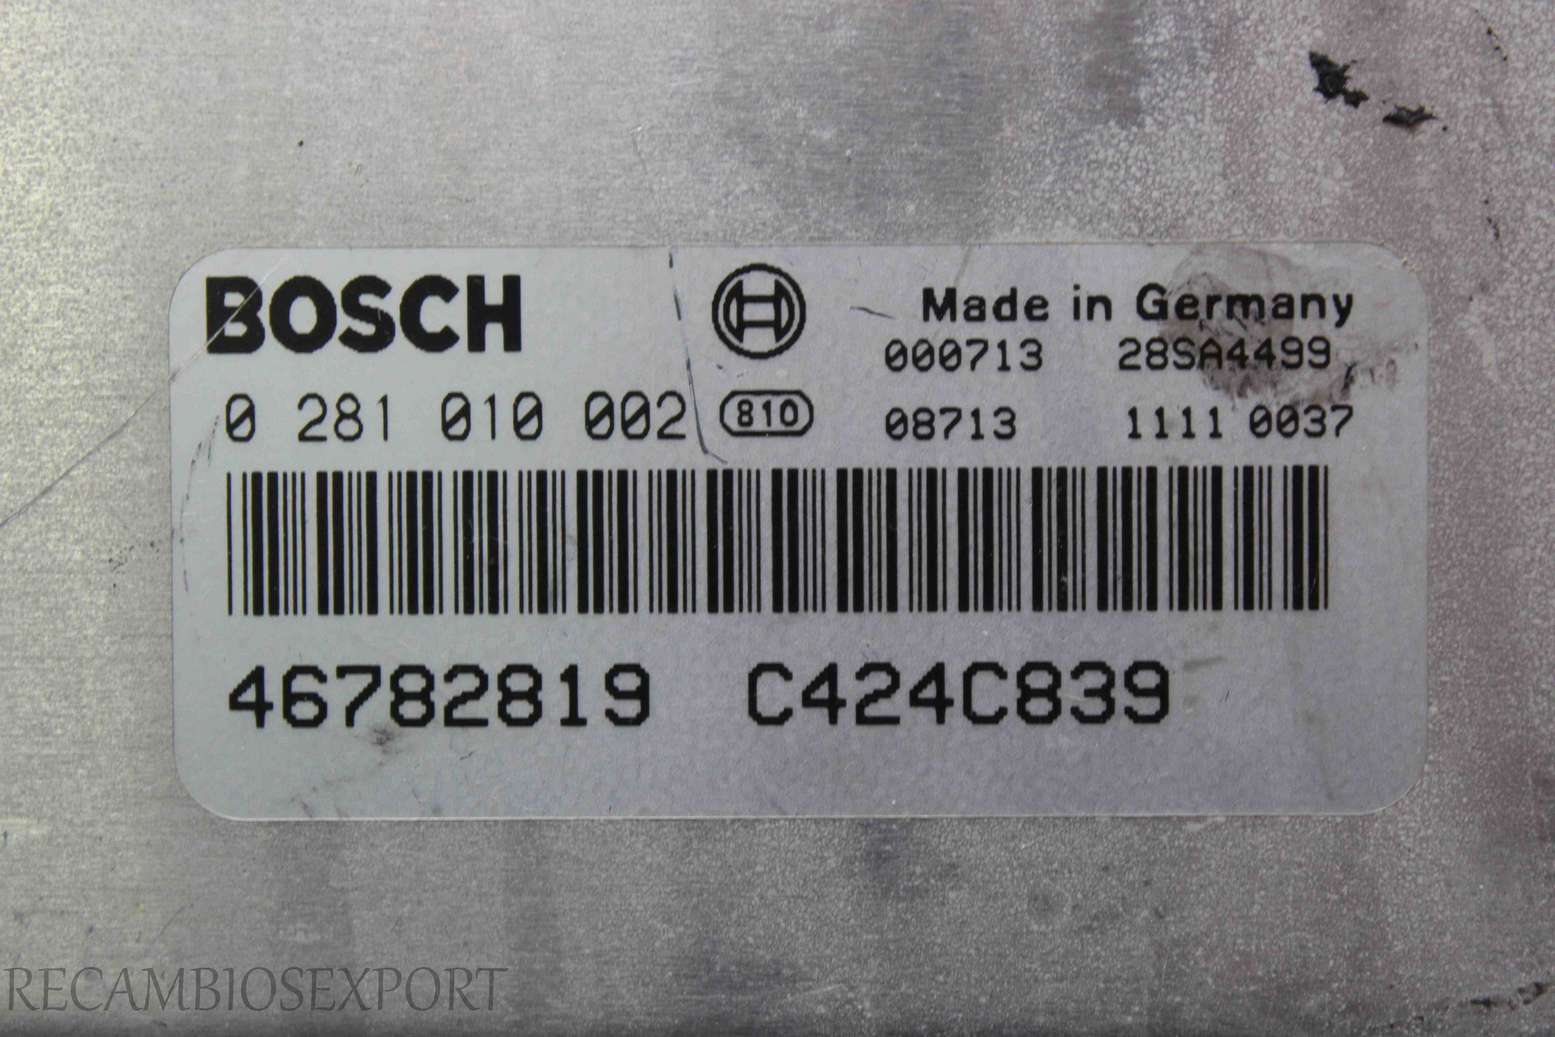 BOSCH
Made in Germany
000713 28SA4499
0 281 010 002 810 08713 1111 0037
46782819 C424C839
RECAMBIOSEXPORT